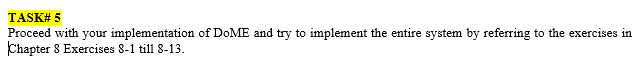 TASK# 5
Proceed with your implementation of DoME and try to implement the entire system by referring to the exercises in
Chapter 8 Exercises 8-1 till 8-13.